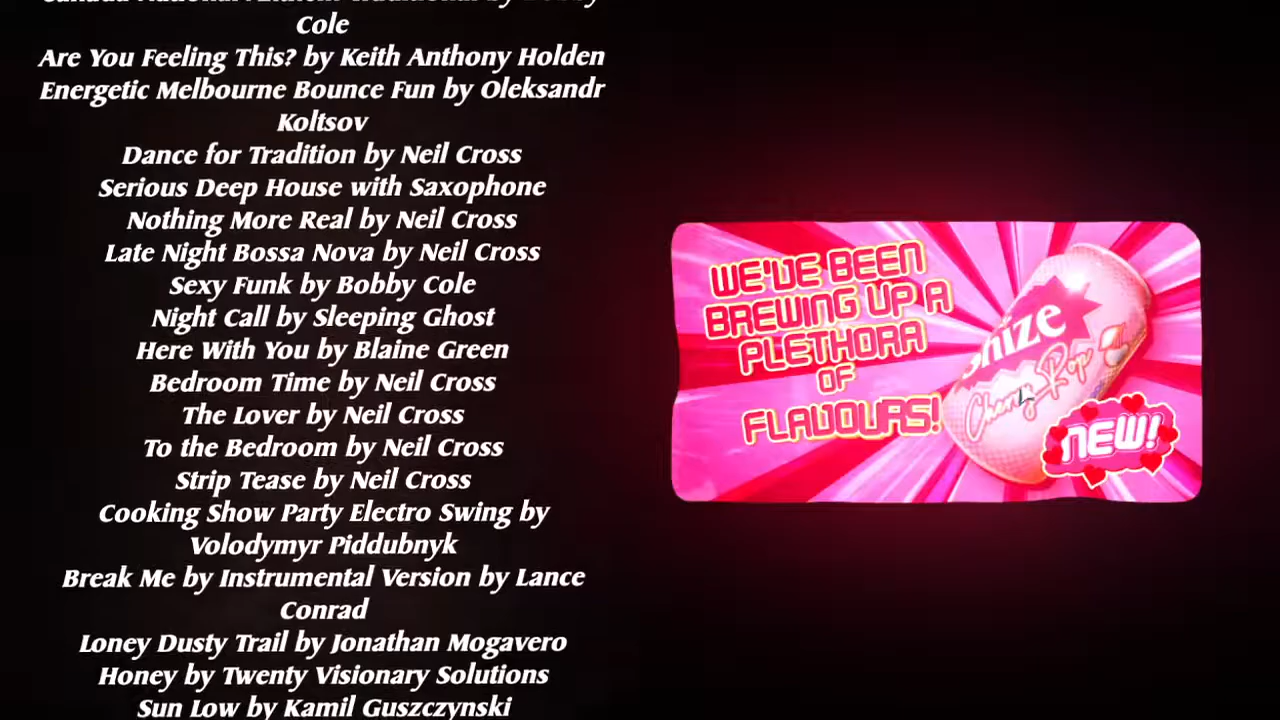 Cole
Are You Feeling This? by Keith Anthony Holden
Energetic Melbourne Bounce Fun by Oleksandr
Koltsov
Dance for Tradition by Neil Cross
Serious Deep House with Saxophone
Nothing More Real by Neil Cross
Late Night Bossa Nova by Neil Cross
Sexy Funk by Bobby Cole
Night Call by Sleeping Ghost
Here With You by Blaine Green
Bedroom Time by Neil Cross
The Lover by Neil Cross
To the Bedroom by Neil Cross
Strip Tease by Neil Cross
Cooking Show Party Electro Swing by
Volodymyr Piddubnyk
Break Me by Instrumental Version by Lance
Conrad
Loney Dusty Trail by Jonathan Mogavero
Honey by Twenty Visionary Solutions
Sun Low by Kamil Guszczynski
WE'VE BEEN
BREWING UP A
PLETHORA
OF
FLAVOURS!
Cherry Pop
NEW!